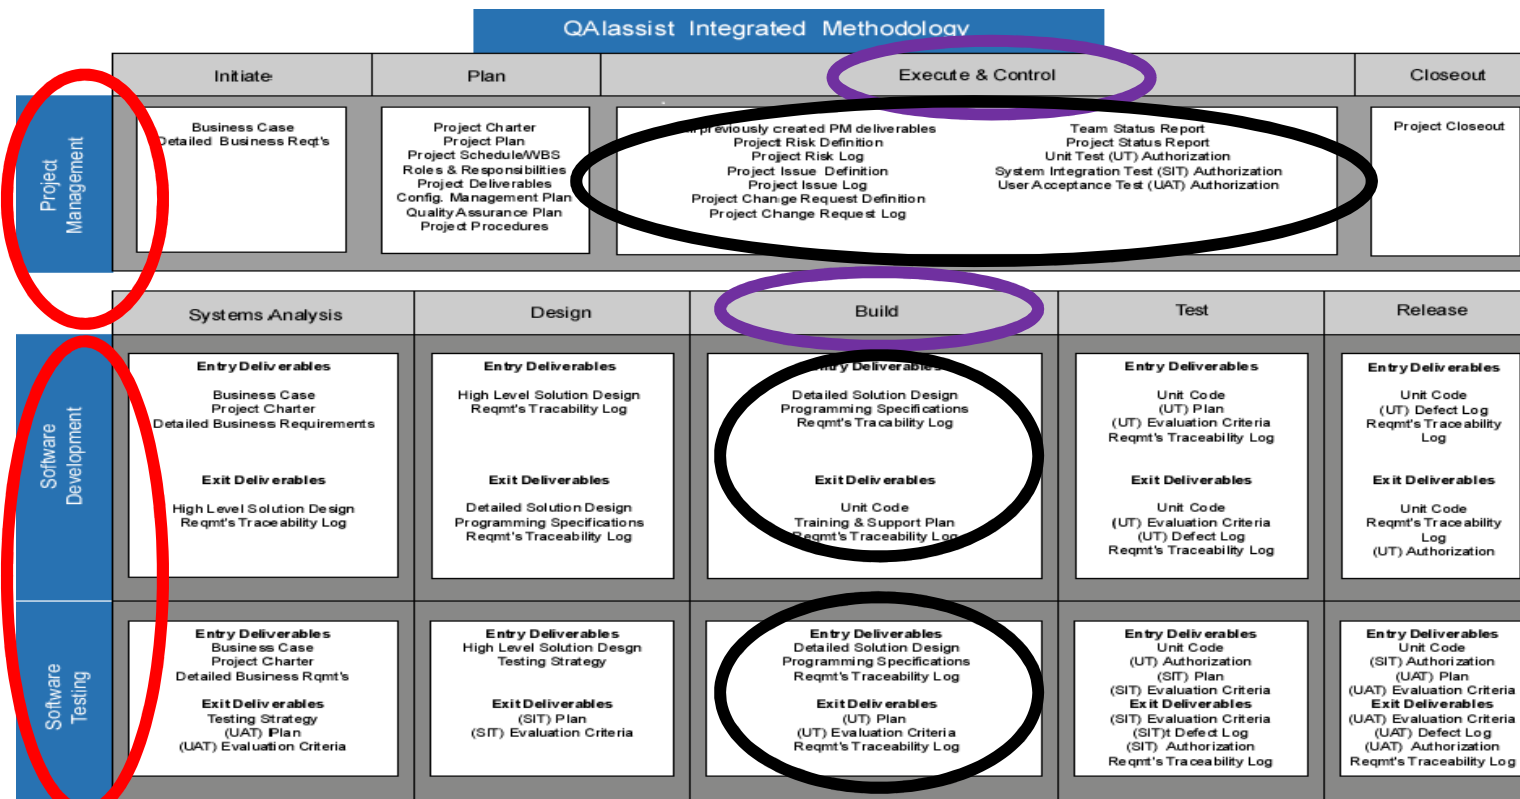 QAIassist Integrated Methodology
Initiate
Plan
Execute & Control
Closeout
Project
Management
Business Case
Detailed Business Reqt's
Project Charter
Project Plan
Project Schedule/WBS
Roles & Responsibilities
Project Deliverables
Config. Management Plan
Quality Assurance Plan
Project Procedures
previously created PM deliverables
Project Risk Definition
Project Risk Log
Project Issue Definition
Project Issue Log
Project Change Request Definition
Project Change Request Log
Team Status Report
Project Status Report
Unit Test (UT) Authorization
System Integration Test (SIT) Authorization
User Acceptance Test (UAT) Authorization
Project Closeout
Systems Analysis
Design
Build
Test
Release
Software
Development
Entry Deliverables
Business Case
Project Charter
Detailed Business Requirements
Exit Deliverables
High Level Solution Design
Reqmt's Traceability Log
Entry Deliverables
High Level Solution Design
Reqmt's Tracability Log
Exit Deliverables
Detailed Solution Design
Programming Specifications
Reqmt's Traceability Log
Entry Deliverables
Detailed Solution Design
Programming Specifications
Reqmt's Tracability Log
Exit Deliverables
Unit Code
Training & Support Plan
Reqmt's Traceability Log
Entry Deliverables
Unit Code
(UT) Plan
(UT) Evaluation Criteria
Reqmt's Traceability Log
Exit Deliverables
Unit Code
(UT) Evaluation Criteria
(UT) Defect Log
Reqmt's Traceability Log
Entry Deliverables
Unit Code
(UT) Defect Log
Reqmt's Traceability
Log
Exit Deliverables
Unit Code
Reqmt's Traceability
Log
(UT) Authorization
Software
Testing
Entry Deliverables
Business Case
Project Charter
Detailed Business Rqmt's
Exit Deliverables
Testing Strategy
(UAT) Plan
(UAT) Evaluation Criteria
Entry Deliverables
High Level Solution Design
Testing Strategy
Exit Deliverables
(SIT) Plan
(SIT) Evaluation Criteria
Entry Deliverables
Detailed Solution Design
Programming Specifications
Reqmt's Traceability Log
Exit Deliverables
(UT) Plan
(UT) Evaluation Criteria
Reqmt's Traceability Log
Entry Deliverables
Unit Code
(UT) Authorization
(SIT) Plan
(SIT) Evaluation Criteria
Exit Deliverables
(SIT) Evaluation Criteria
(SIT)t Defect Log
(SIT) Authorization
Reqmt's Traceability Log
Entry Deliverables
Unit Code
(SIT) Authorization
(UAT) Plan
(UAT) Evaluation Criteria
Exit Deliverables
(UAT) Evaluation Criteria
(UAT) Defect Log
(UAT) Authorization
Reqmt's Traceability Log